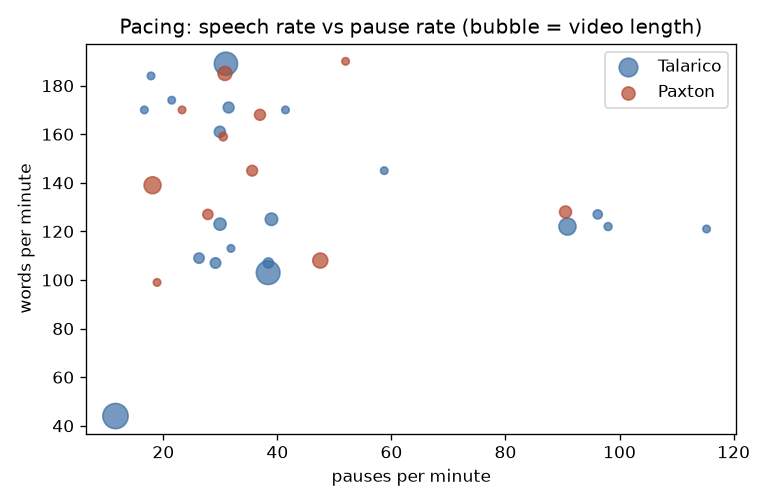 Pacing: speech rate vs pause rate (bubble = video length)
Talarico
Paxton
180
160
140
120
100
80
60
40
words per minute
20 40 60 80 100 120
pauses per minute